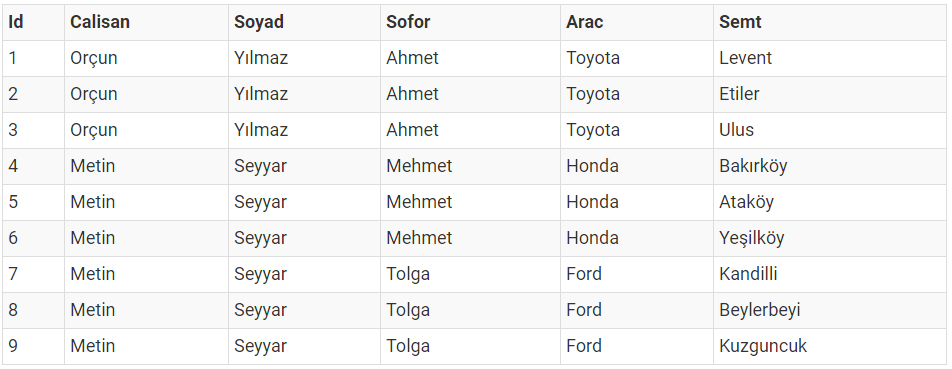 Id Calisan Soyad Sofor Arac Semt
1 Orçun Yılmaz Ahmet Toyota Levent
2 Orçun Yılmaz Ahmet Toyota Etiler
3 Orçun Yılmaz Ahmet Toyota Ulus
4 Metin Seyyar Mehmet Honda Bakırköy
5 Metin Seyyar Mehmet Honda Ataköy
6 Metin Seyyar Mehmet Honda Yeşilköy
7 Metin Seyyar Tolga Ford Kandilli
8 Metin Seyyar Tolga Ford Beylerbeyi
9 Metin Seyyar Tolga Ford Kuzguncuk